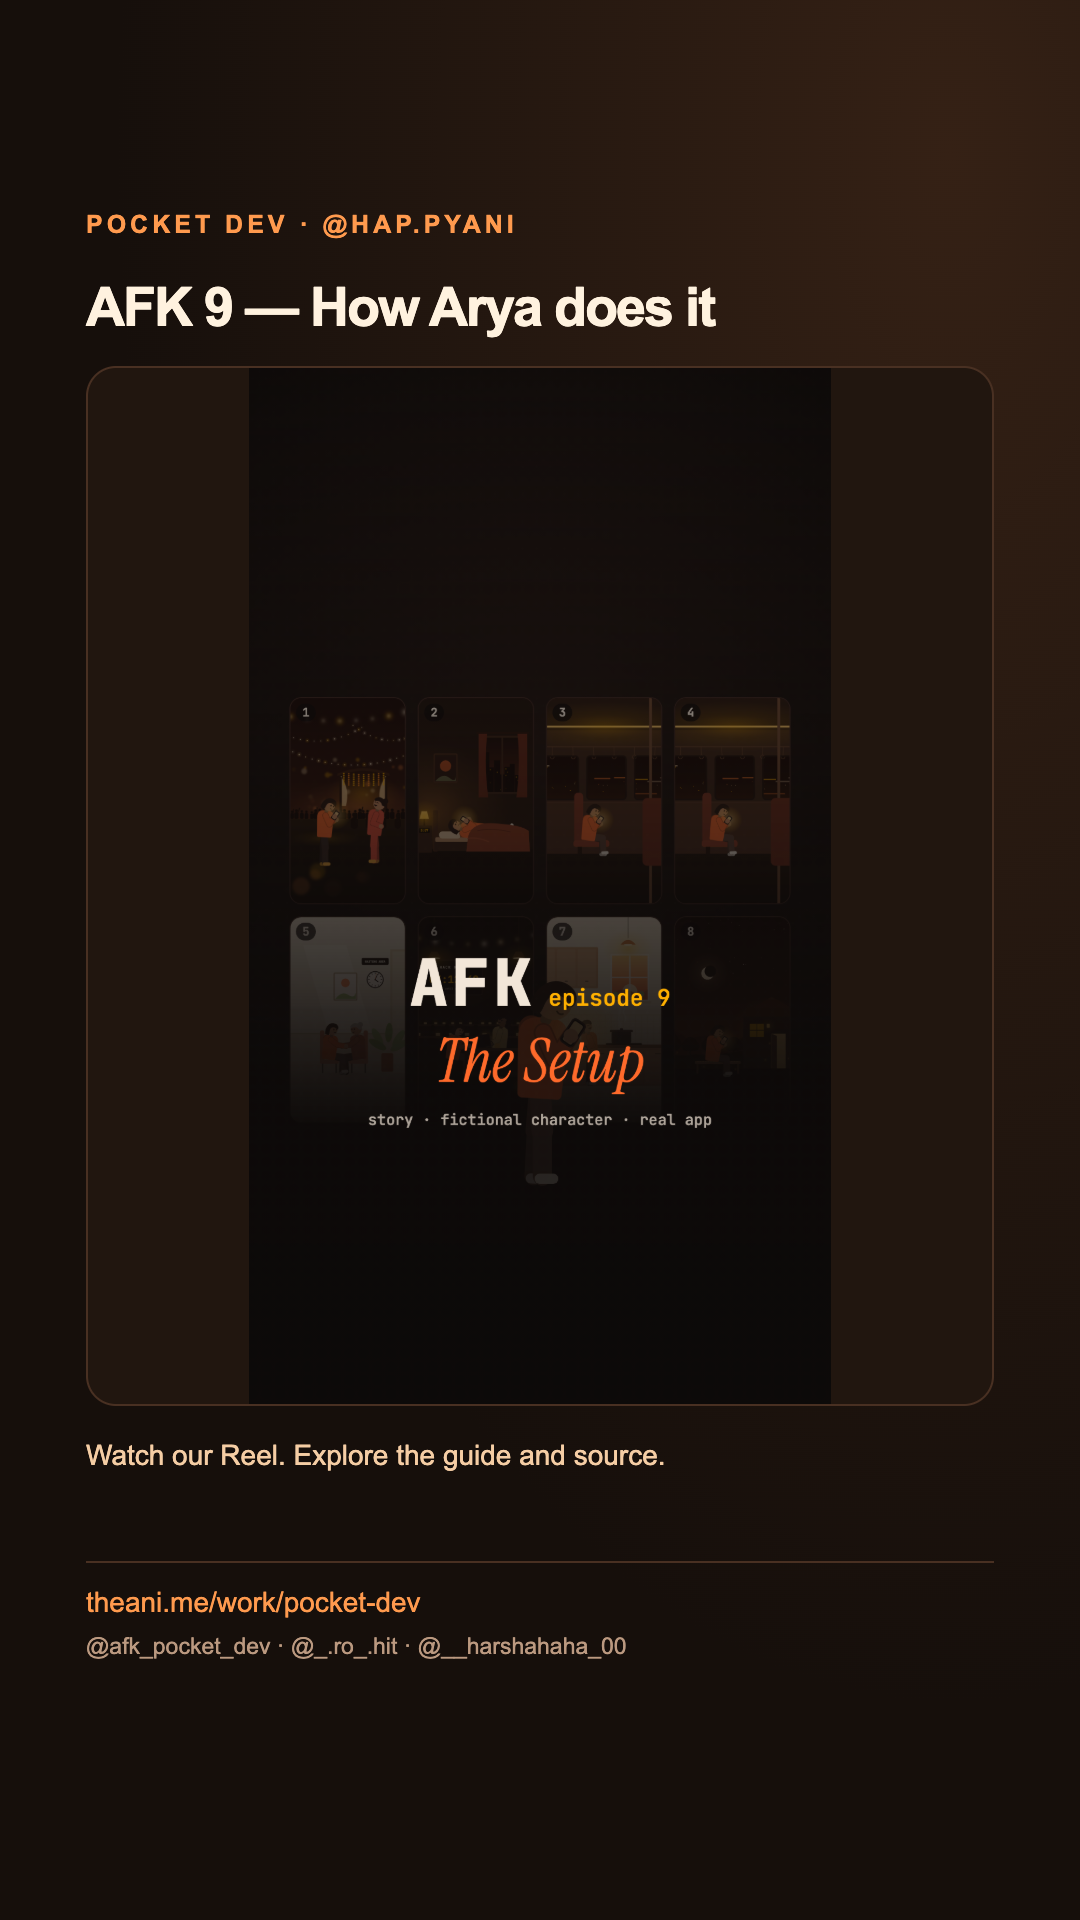 POCKET DEV · @HAP.PYANI
AFK 9 — How Arya does it
1
2
3
4
5
6
7
8
AFK episode 9
The Setup
story · fictional character · real app
Watch our Reel. Explore the guide and source.
theani.me/work/pocket-dev
@afk_pocket_dev · @_.ro_.hit · @__harshahaha_00